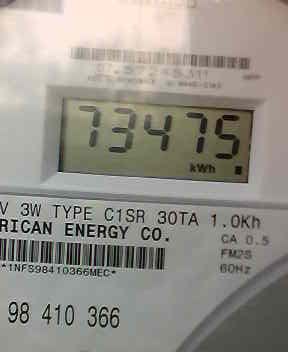 73475
kWh
V 3W TYPE C1SR 30TA 1.0Kh
RICAN ENERGY CO.
CA 0.5
FM2S
60Hz
*1NFS98410366MEC*
98 410 366